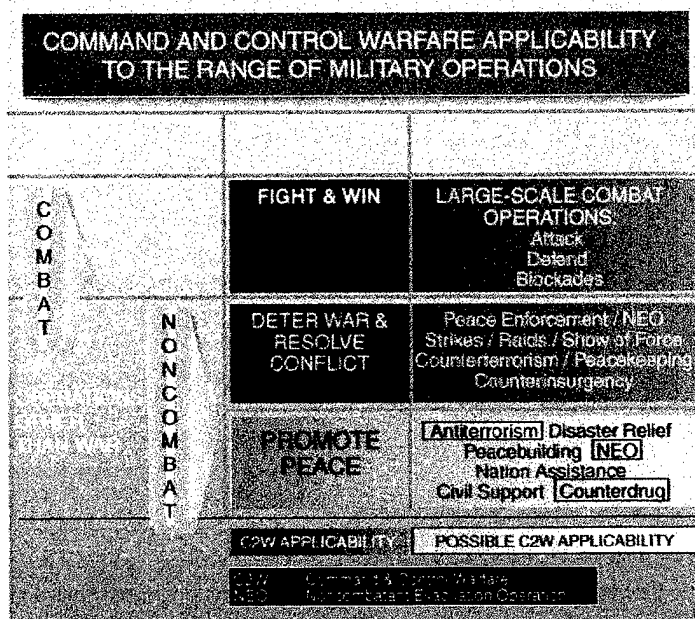 COMMAND AND CONTROL WARFARE APPLICABILITY
TO THE RANGE OF MILITARY OPERATIONS
COMBAT
NONCOMBAT
OTHER
FIGHT & WIN
LARGE-SCALE COMBAT
OPERATIONS
Attack
Defend
Blockades
DETER WAR &
RESOLVE
CONFLICT
Peace Enforcement / NEO
Strikes / Raids / Show of Force
Counterterrorism / Peacekeeping
Counterinsurgency
PROMOTE
PEACE
Antiterrorism Disaster Relief
Peacebuilding NEO
Nation Assistance
Civil Support Counterdrug
C2W APPLICABILITY
POSSIBLE C2W APPLICABILITY
C2W Command & Control Warfare
NEO Noncombatant Evacuation Operation